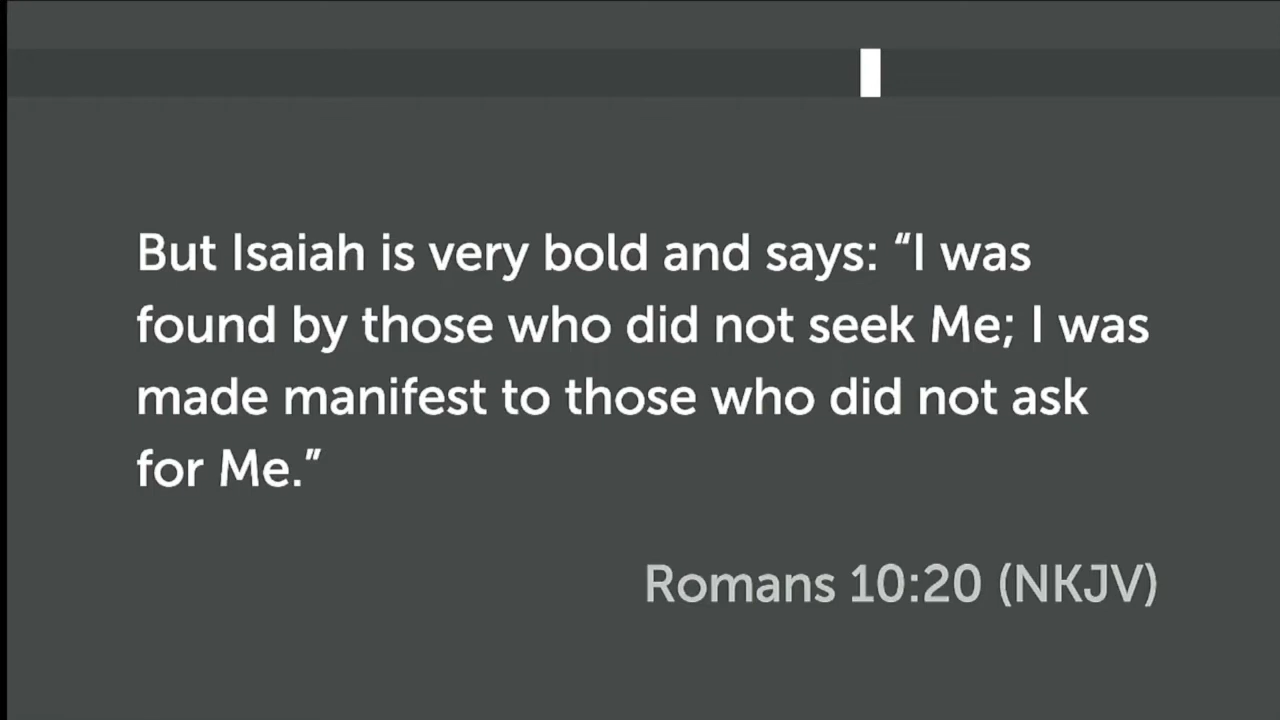 But Isaiah is very bold and says: “I was
found by those who did not seek Me; I was
made manifest to those who did not ask
for Me.”
Romans 10:20 (NKJV)